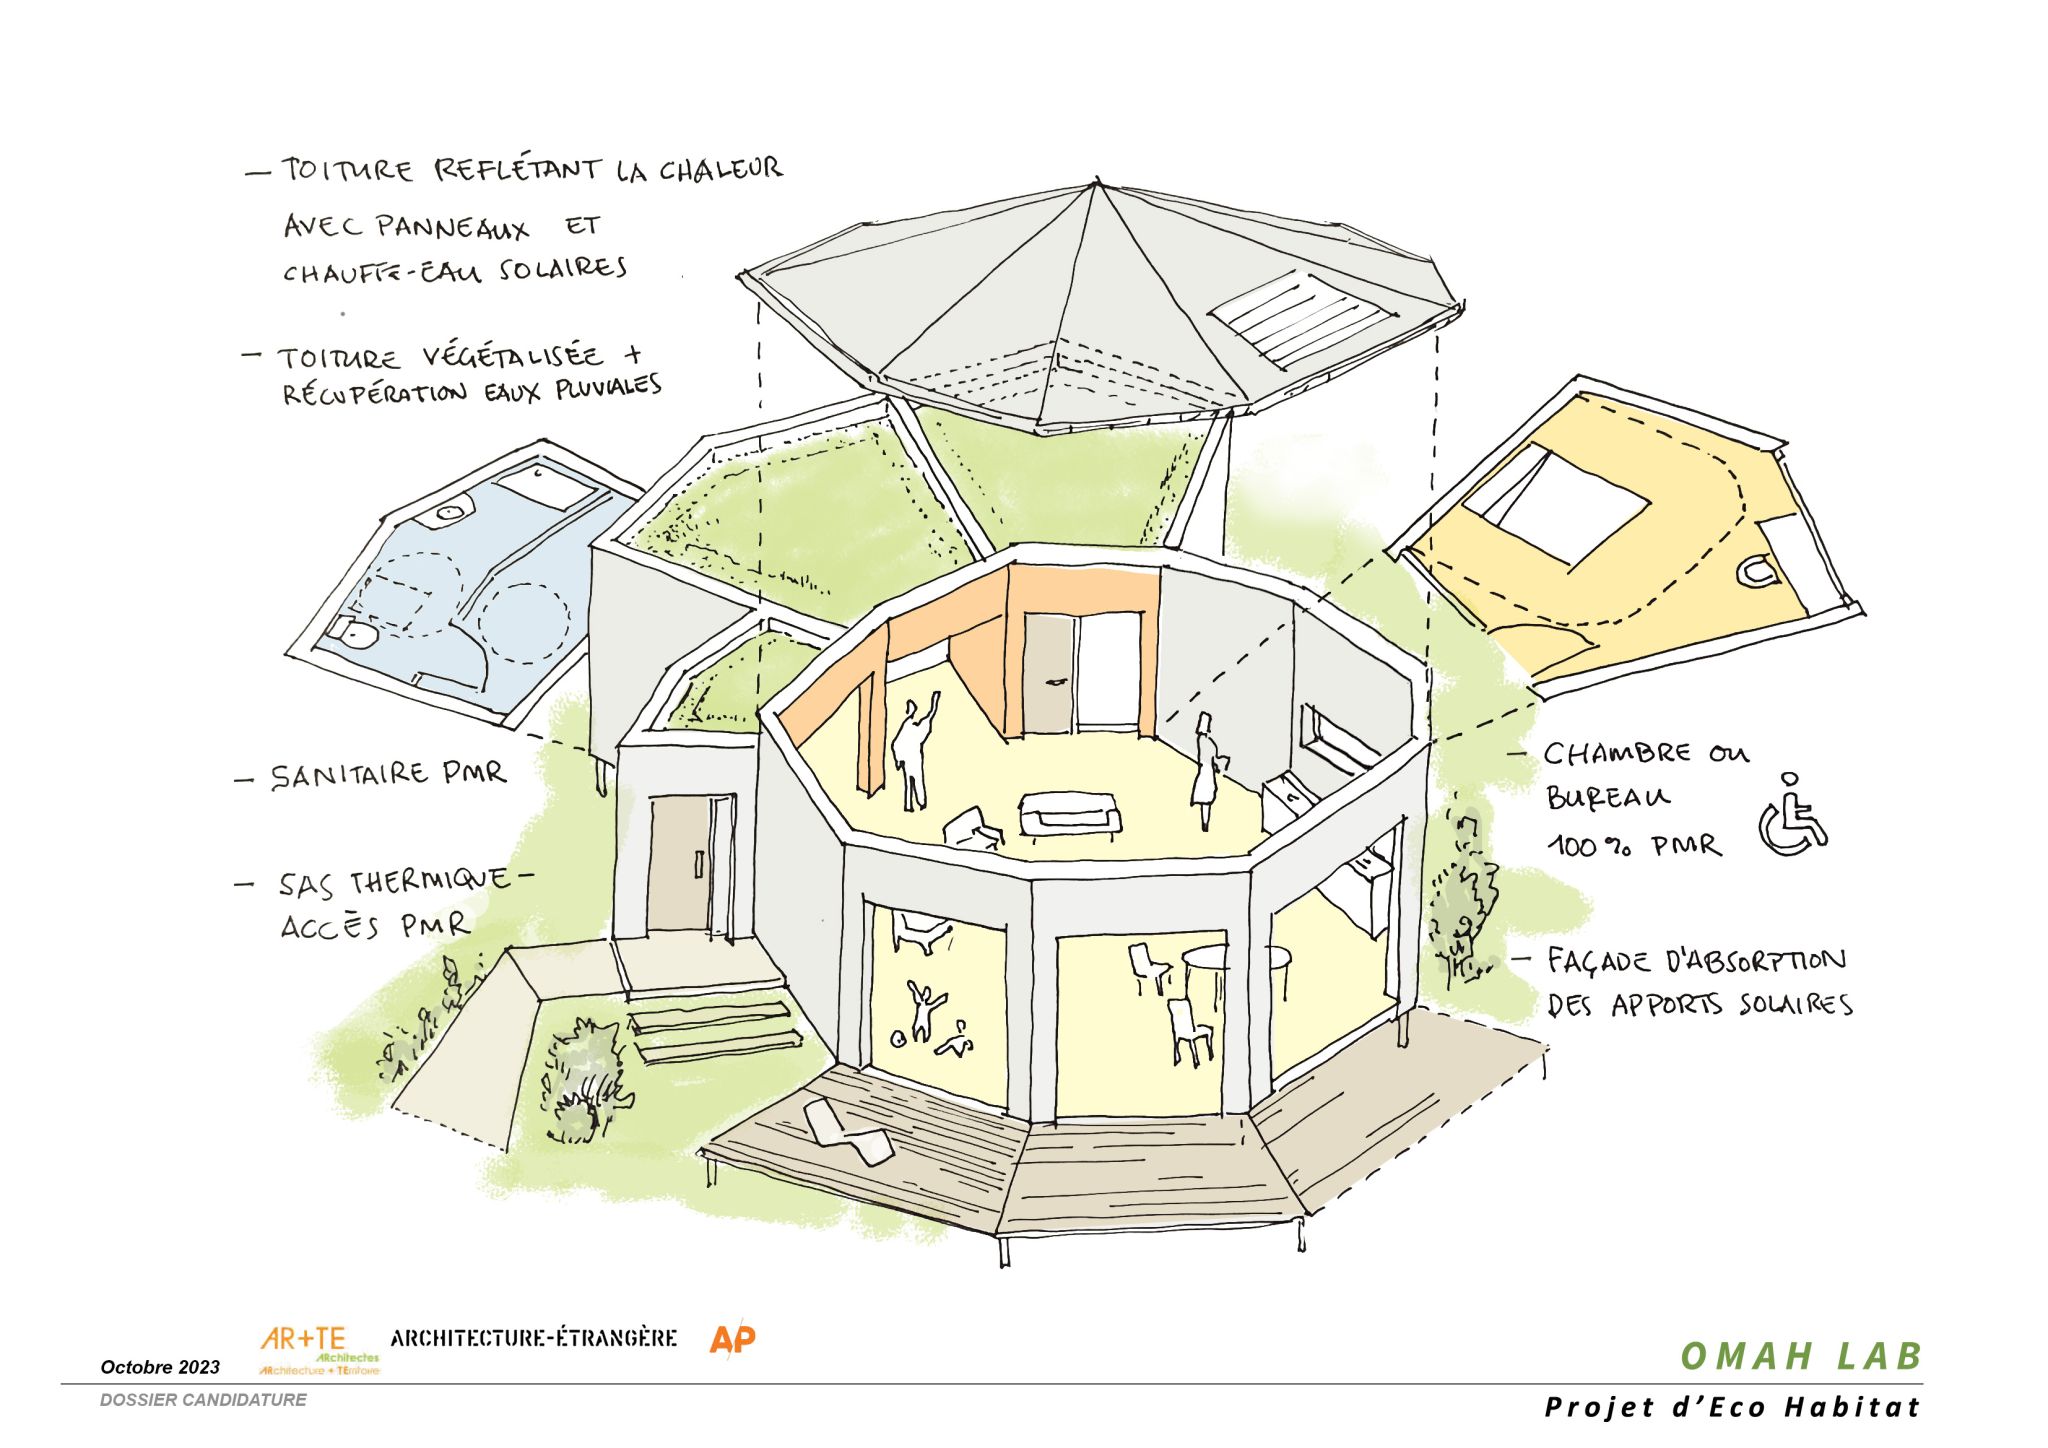 — TOITURE REFLÉTANT LA CHALEUR
AVEC PANNEAUX ET
CHAUFFE-EAU SOLAIRES
— TOITURE VÉGÉTALISÉE +
RÉCUPÉRATION EAUX PLUVIALES
— SANITAIRE PMR
— SAS THERMIQUE —
ACCÈS PMR
— CHAMBRE OU
BUREAU
100 % PMR
— FAÇADE D'ABSORPTION
DES APPORTS SOLAIRES
Octobre 2023
AR+TE
ARchitectes
ARchitecture + TErritoire
ARCHITECTURE-ÉTRANGÈRE
AP
DOSSIER CANDIDATURE
OMAH LAB
Projet d'Eco Habitat